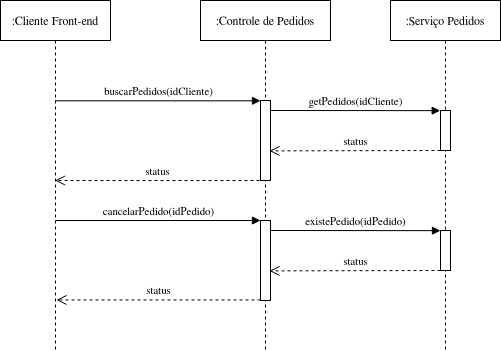 :Cliente Front-end
:Controle de Pedidos
:Serviço Pedidos
buscarPedidos(idCliente)
getPedidos(idCliente)
status
status
cancelarPedido(idPedido)
existePedido(idPedido)
status
status